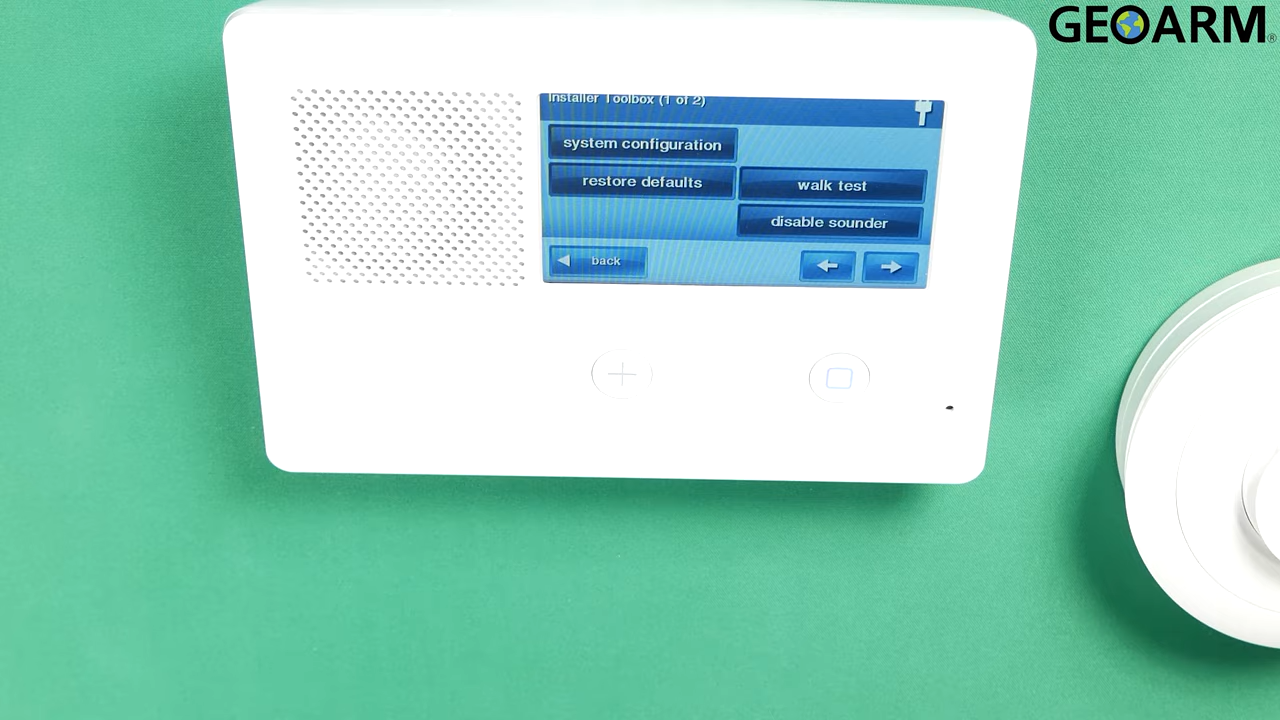 GEOARM®
Installer Toolbox (1 of 2)
system configuration
restore defaults
walk test
disable sounder
back